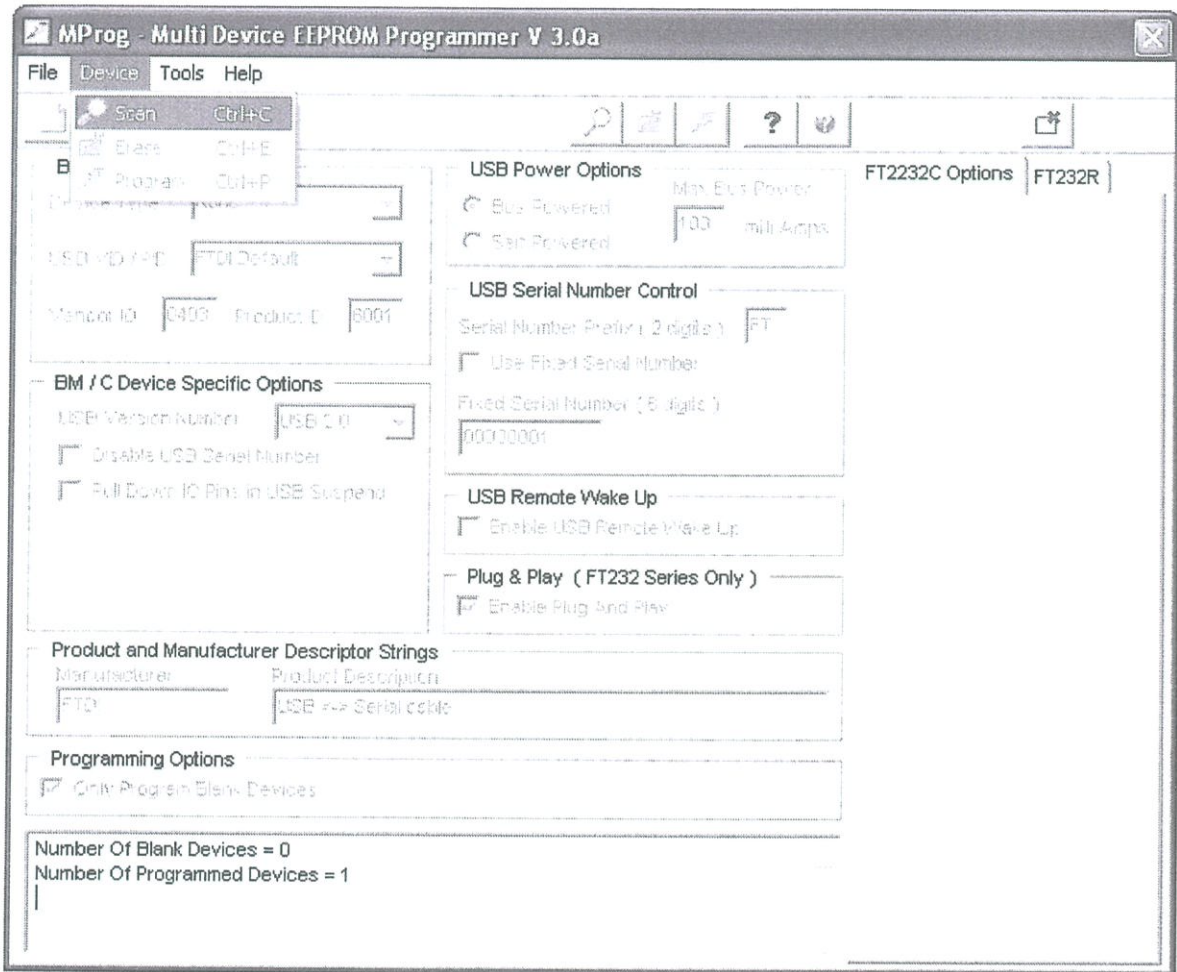 MProg - Multi Device EEPROM Programmer V 3.0a
File Device Tools Help
Scan Ctrl+C
Erase Ctrl+E
Program Ctrl+P
B
USB Power Options
Max Bus Power
Bus Powered
100 milli Amps
Self Powered
FT2232C Options FT232R
USB VID / PID FTDI Default
Vendor ID 0403 Product ID 6001
USB Serial Number Control
Serial Number Prefix ( 2 digits ) FT
Use Fixed Serial Number
Fixed Serial Number ( 6 digits )
00000001
BM / C Device Specific Options
USB Version Number USB 2.0
Disable USB Serial Number
Pull Down IO Pins in USB Suspend
USB Remote Wake Up
Enable USB Remote Wake Up
Plug & Play ( FT232 Series Only )
Enable Plug And Play
Product and Manufacturer Descriptor Strings
Manufacturer Product Description
USB <-> Serial cable
Programming Options
Only Program Blank Devices
Number Of Blank Devices = 0
Number Of Programmed Devices = 1